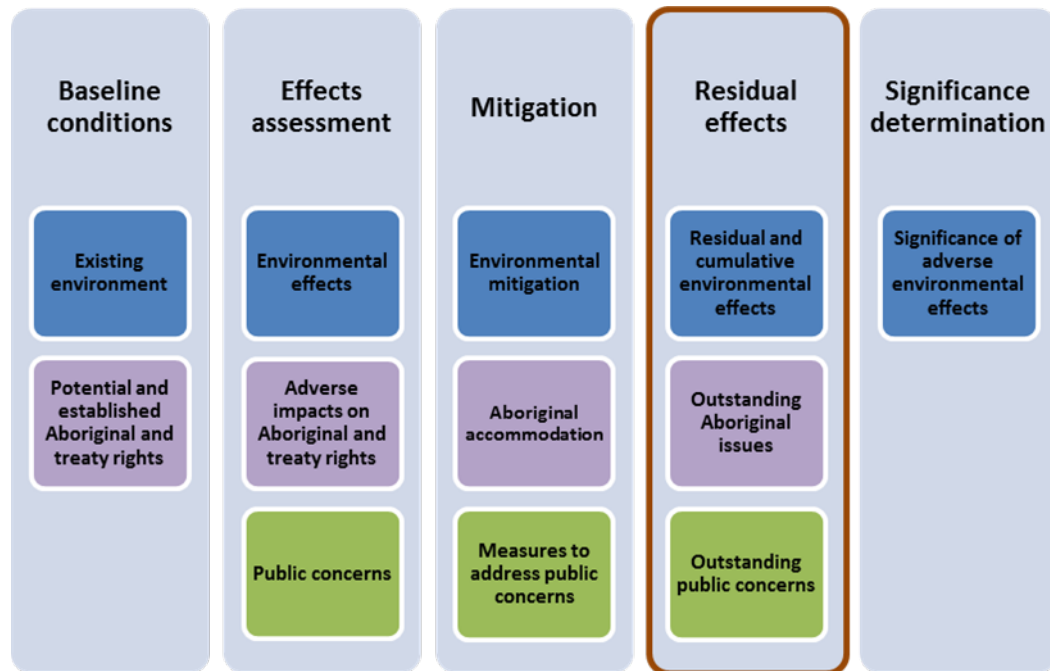 Baseline
conditions
Existing
environment
Potential and
established
Aboriginal and
treaty rights
Effects
assessment
Environmental
effects
Adverse
impacts on
Aboriginal and
treaty rights
Public concerns
Mitigation
Environmental
mitigation
Aboriginal
accommodation
Measures to
address public
concerns
Residual
effects
Residual and
cumulative
environmental
effects
Outstanding
Aboriginal
issues
Outstanding
public concerns
Significance
determination
Significance of
adverse
environmental
effects